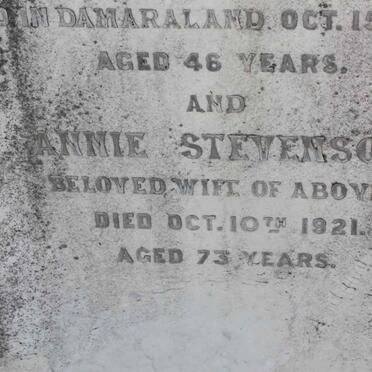 IN DAMARALAND. OCT. 15
AGED 46 YEARS.
AND
ANNIE STEVENSO
BELOVED WIFE OF ABOV
DIED OCT. 10TH 1921.
AGED 73 YEARS.